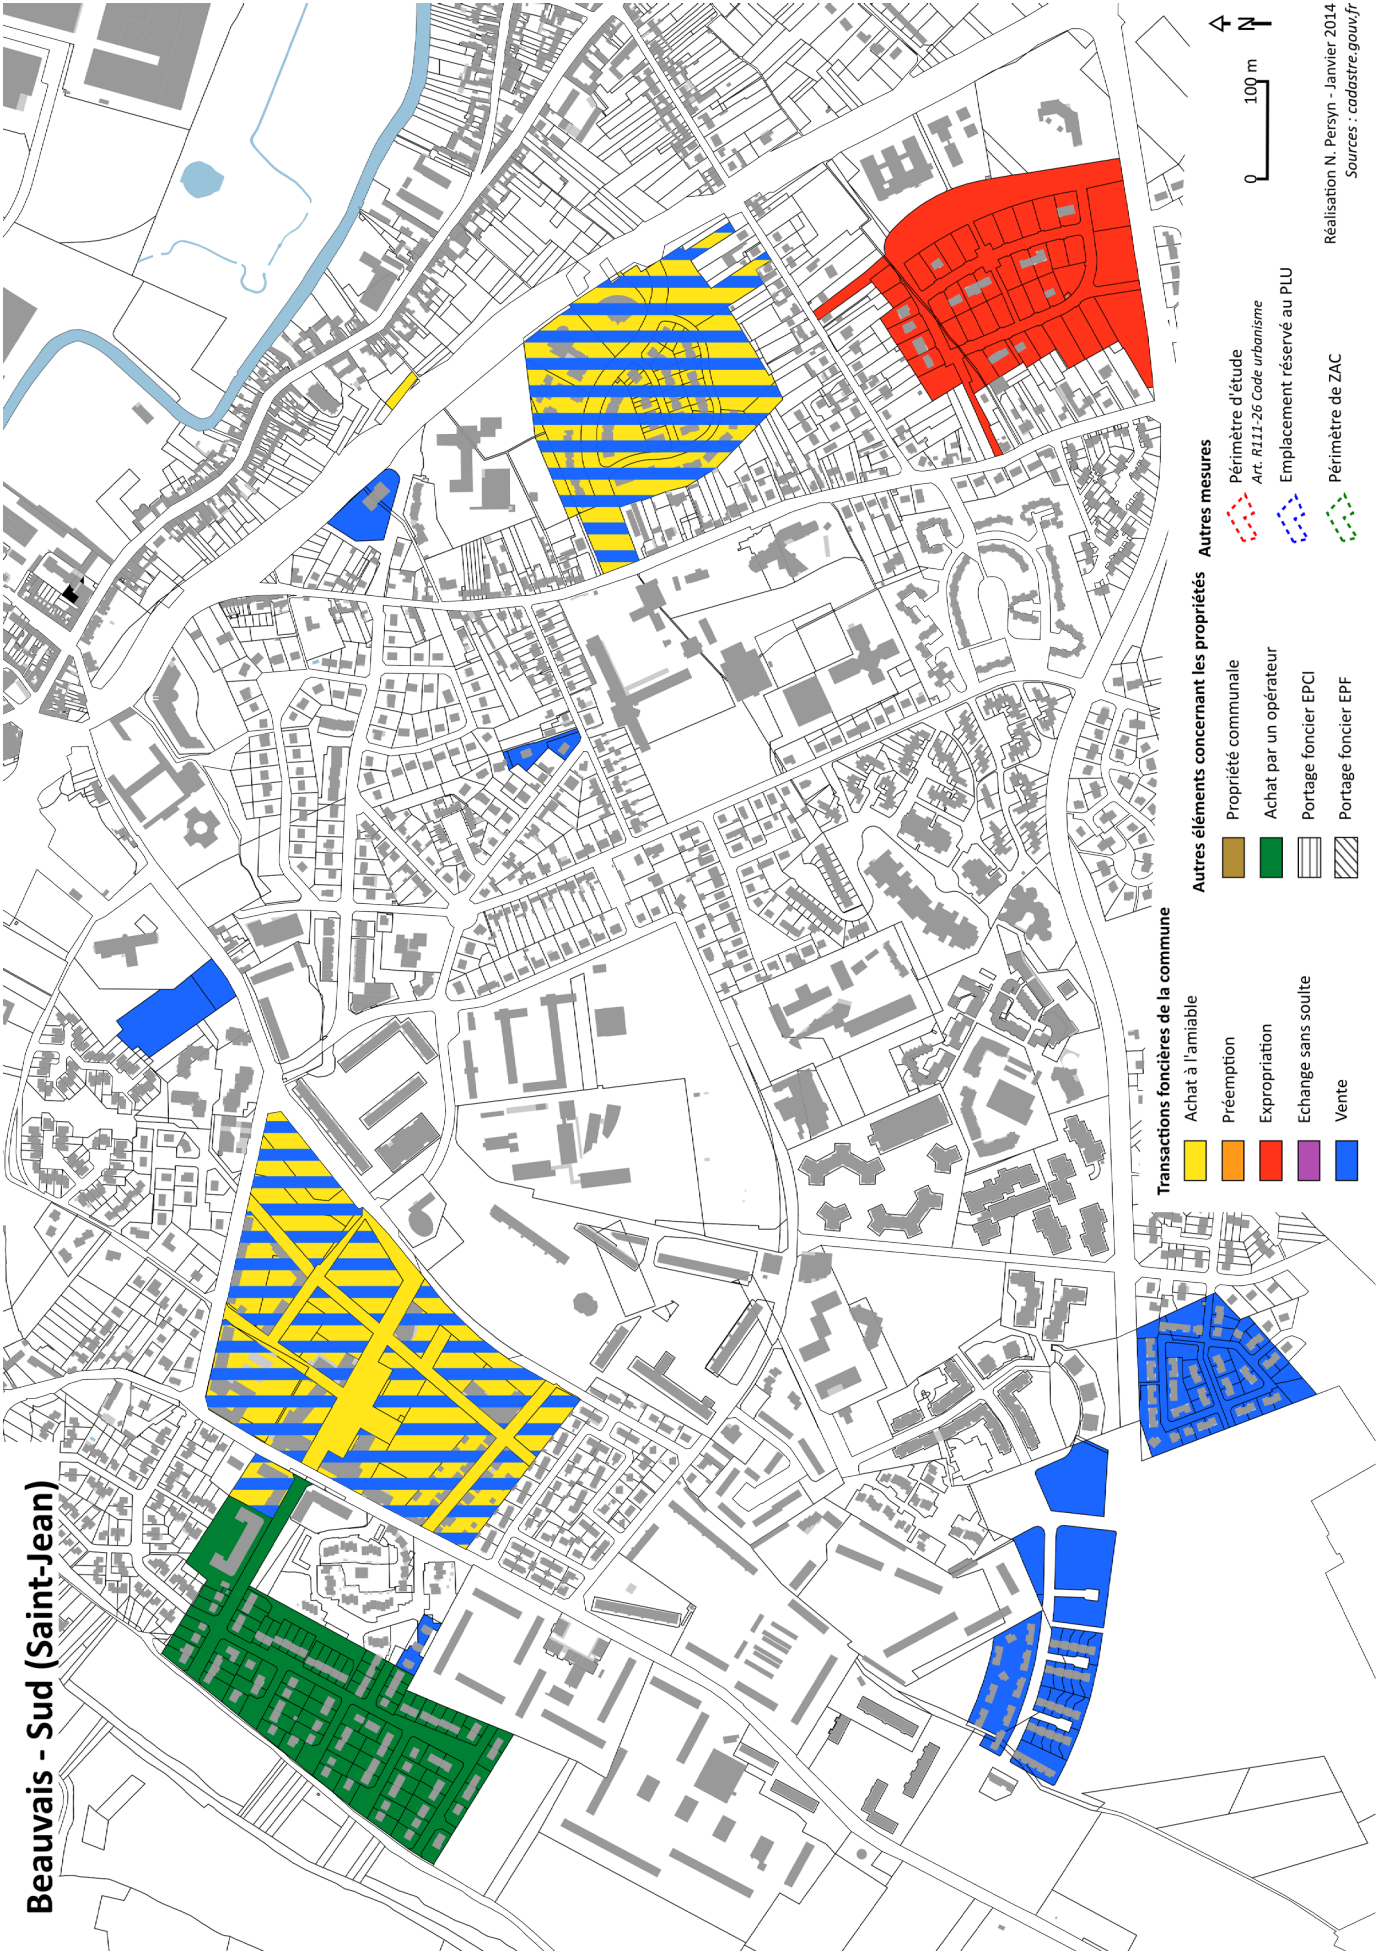 Beauvais - Sud (Saint-Jean)
Transactions foncières de la commune
Achat à l'amiable
Préemption
Expropriation
Echange sans soulte
Vente
Autres éléments concernant les propriétés
Propriété communale
Achat par un opérateur
Portage foncier EPCI
Portage foncier EPF
Autres mesures
Périmètre d'étude
Art. R111-26 Code urbanisme
Emplacement réservé au PLU
Périmètre de ZAC
0 100 m
N
Réalisation N. Persyn - Janvier 2014
Sources : cadastre.gouv.fr